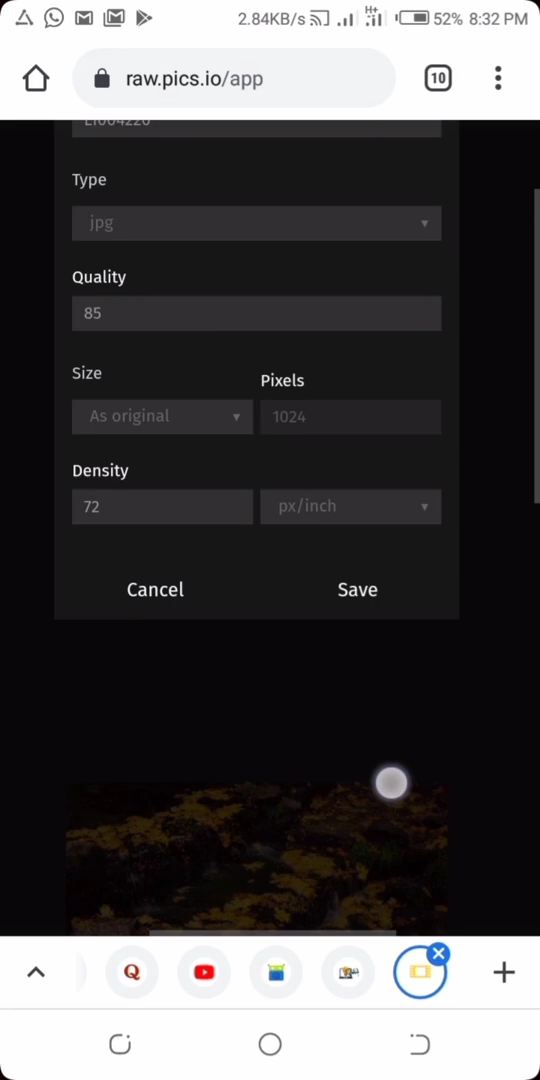 2.84KB/s H+ 52% 8:32 PM
raw.pics.io/app 10
LI004226
Type
jpg
Quality
85
Size Pixels
As original 1024
Density
72 px/inch
Cancel Save
Q